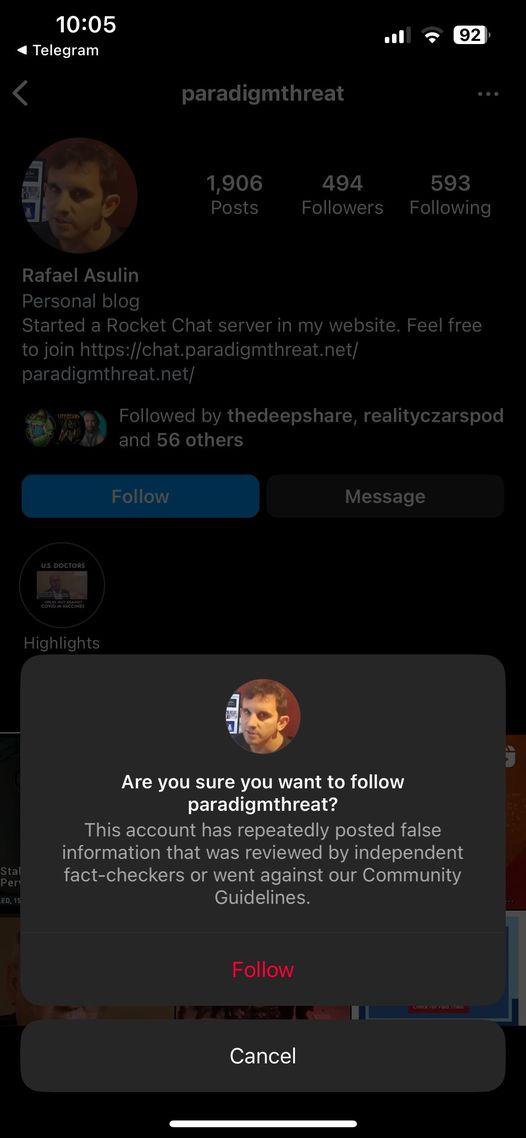 10:05
92
◀ Telegram
paradigmthreat
1,906
494
593
Posts
Followers
Following
Rafael Asulin
Personal blog
Started a Rocket Chat server in my website. Feel free
to join https://chat.paradigmthreat.net/
paradigmthreat.net/
Followed by thedeepshare, realityczarspod
and 56 others
Follow
Message
U.S. DOCTORS
COVID VACCINES
Highlights
Are you sure you want to follow
paradigmthreat?
This account has repeatedly posted false
information that was reviewed by independent
fact-checkers or went against our Community
Guidelines.
Stal
Per
Follow
Cancel